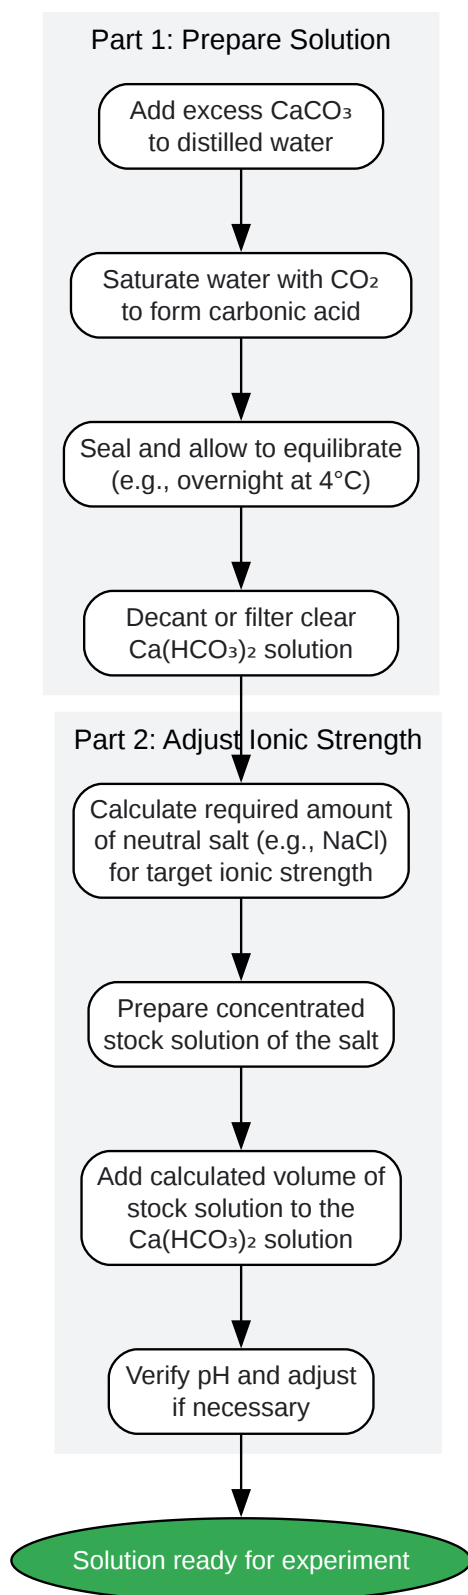 Part 1: Prepare Solution
Add excess CaCO₃
to distilled water
Saturate water with CO₂
to form carbonic acid
Seal and allow to equilibrate
(e.g., overnight at 4°C)
Decant or filter clear
Ca(HCO₃)₂ solution
Part 2: Adjust Ionic Strength
Calculate required amount
of neutral salt (e.g., NaCl)
for target ionic strength
Prepare concentrated
stock solution of the salt
Add calculated volume of
stock solution to the
Ca(HCO₃)₂ solution
Verify pH and adjust
if necessary
Solution ready for experiment